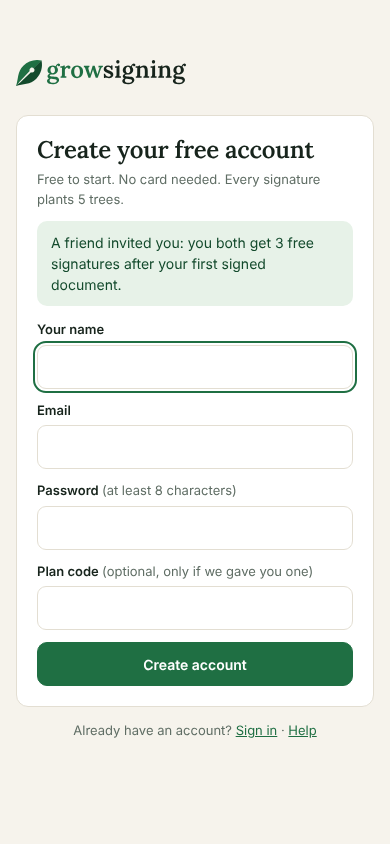 growsigning
Create your free account
Free to start. No card needed. Every signature
plants 5 trees.
A friend invited you: you both get 3 free
signatures after your first signed
document.
Your name
Email
Password (at least 8 characters)
Plan code (optional, only if we gave you one)
Create account
Already have an account? Sign in · Help